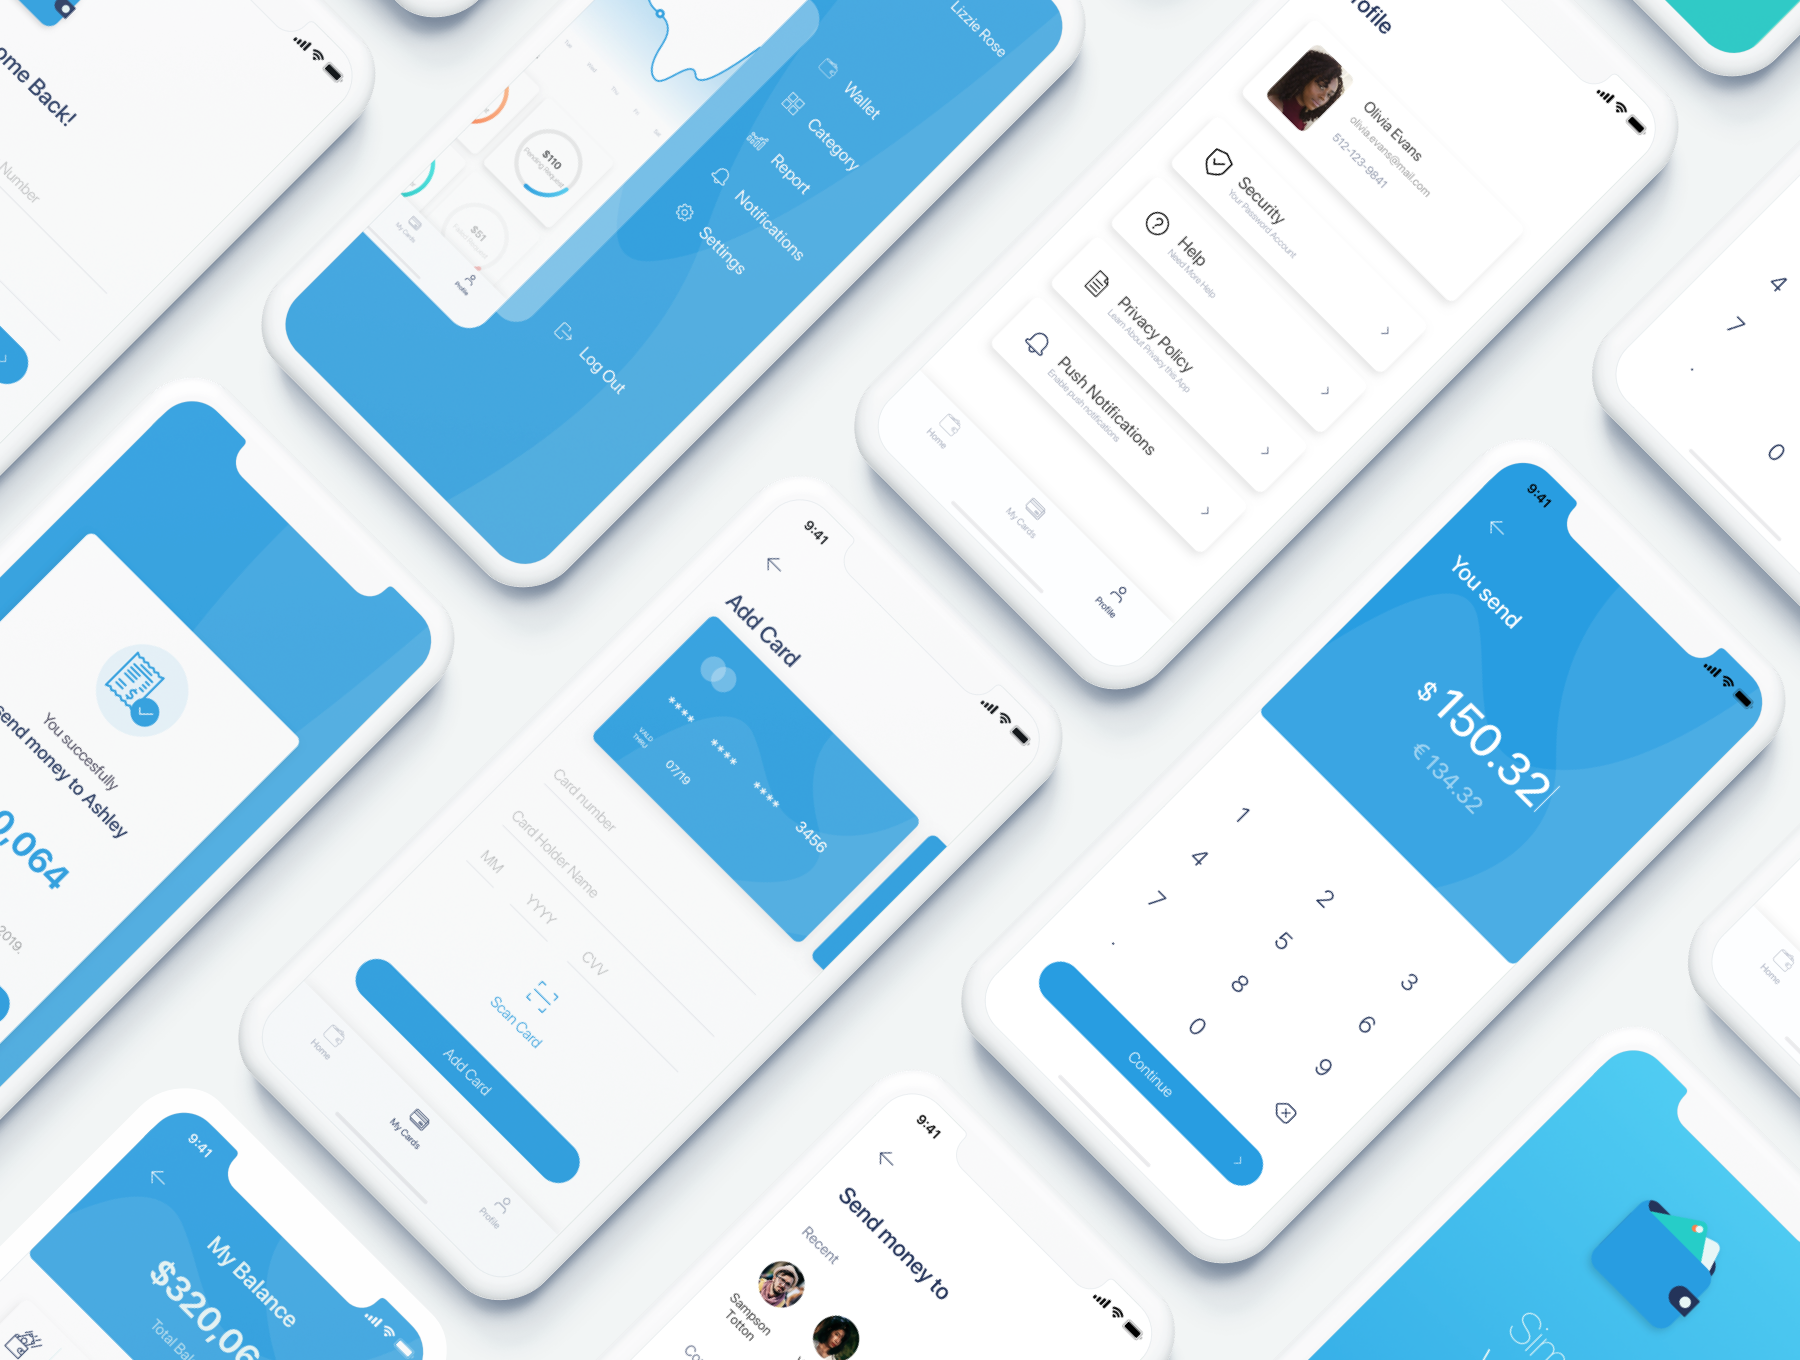 ome Back!
Number
Lizzie Rose
Wallet
Category
Report
Notifications
Settings
Log Out
$110
Pending Request
$51
My Cards
Profile
rofile
Olivia Evans
olivia.evans@mail.com
512-123-9841
Security
Your Password Account
Help
Need More Help
Privacy Policy
Learn About Privacy this App
Push Notifications
Enable push notifications
Home
My Cards
Profile
4
7
.
0
You succesfully
send money to Ashley
0,064
2019.
9:41
Add Card
**** **** **** 3456
VALID
THRU
07/19
Card number
Card Holder Name
MM
YYYY
CVV
Scan Card
Add Card
Home
My Cards
Profile
9:41
You send
$ 150.32
€ 134.32
1 2 3
4 5 6
7 8 9
. 0
Continue
Home
9:41
My Balance
$320,06
Total Bal
9:41
Send money to
Recent
Sampson
Totton
Co
Sim